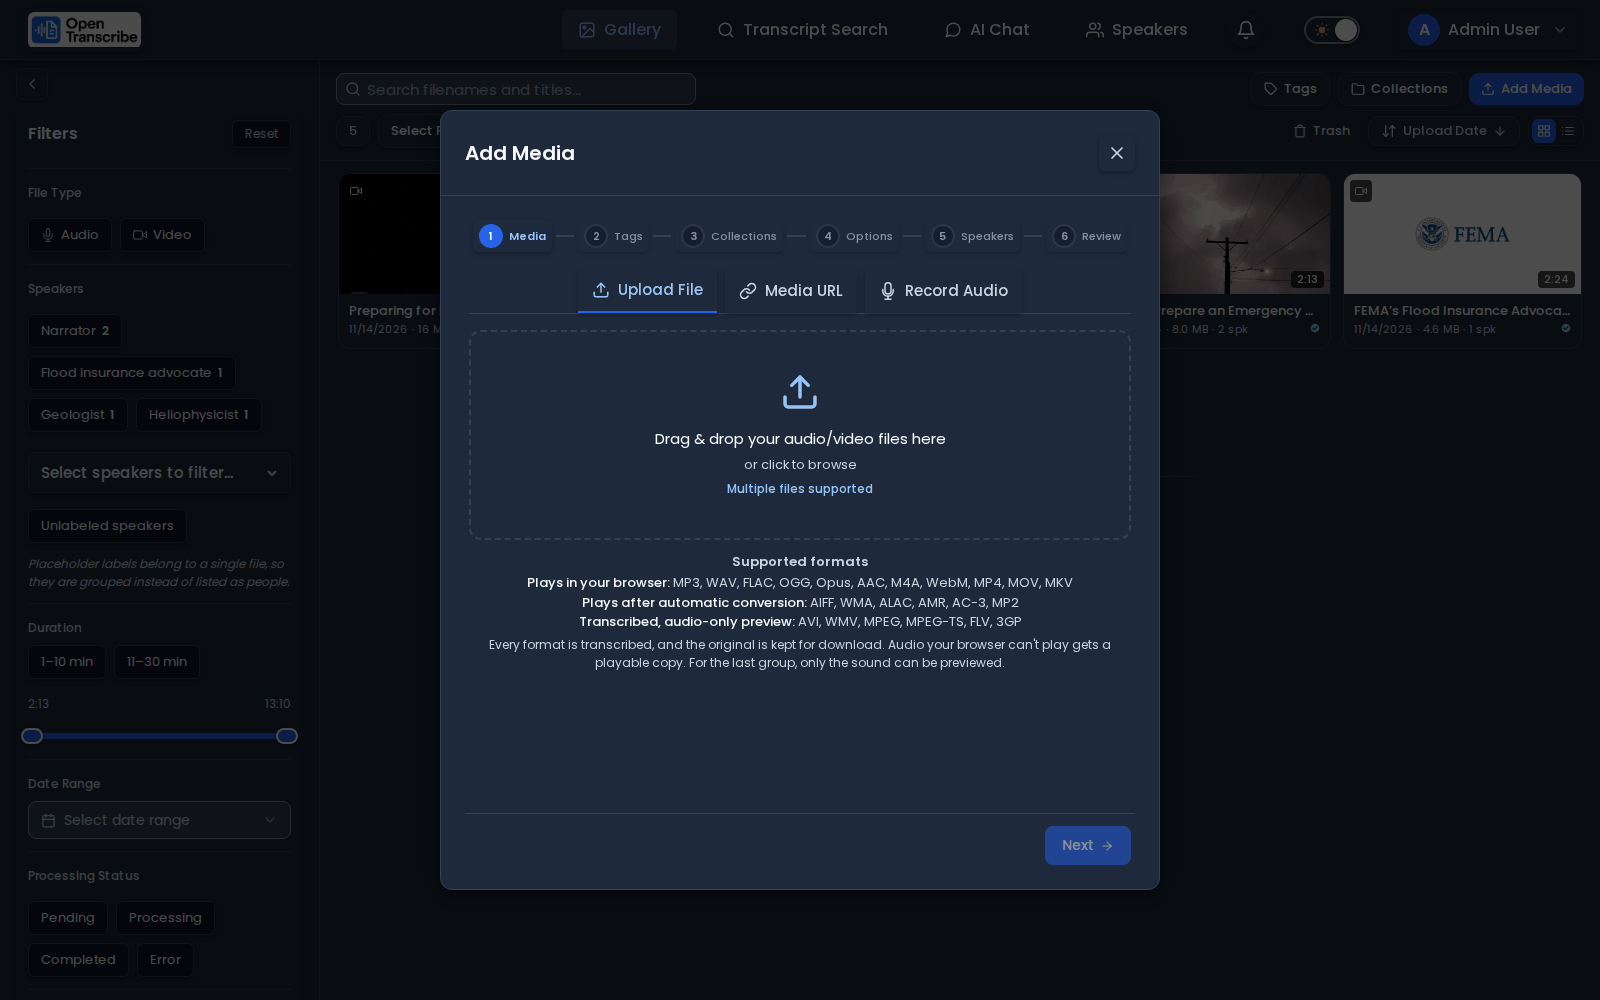 Open
Transcribe
Gallery
Transcript Search
AI Chat
Speakers
A
Admin User
Search filenames and titles...
Tags
Collections
Add Media
Filters
Reset
5
Select
Trash
Upload Date
File Type
Audio
Video
Speakers
Narrator 2
Flood insurance advocate 1
Geologist 1
Heliophysicist 1
Select speakers to filter...
Unlabeled speakers
Placeholder labels belong to a single file, so
they are grouped instead of listed as people.
Duration
1–10 min
11–30 min
2:13
13:10
Date Range
Select date range
Processing Status
Pending
Processing
Completed
Error
Preparing for
11/14/2026 · 16 M
2:13
repare an Emergency ...
· 8.0 MB · 2 spk
FEMA
2:24
FEMA's Flood Insurance Advoca...
11/14/2026 · 4.6 MB · 1 spk
Add Media
1 Media
2 Tags
3 Collections
4 Options
5 Speakers
6 Review
Upload File
Media URL
Record Audio
Drag & drop your audio/video files here
or click to browse
Multiple files supported
Supported formats
Plays in your browser: MP3, WAV, FLAC, OGG, Opus, AAC, M4A, WebM, MP4, MOV, MKV
Plays after automatic conversion: AIFF, WMA, ALAC, AMR, AC-3, MP2
Transcribed, audio-only preview: AVI, WMV, MPEG, MPEG-TS, FLV, 3GP
Every format is transcribed, and the original is kept for download. Audio your browser can't play gets a
playable copy. For the last group, only the sound can be previewed.
Next